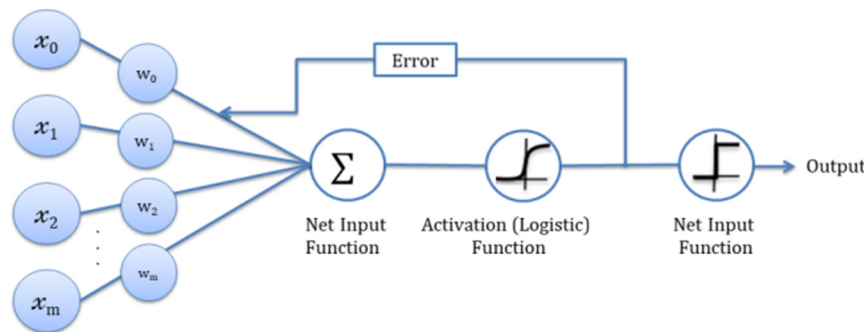 x0
w0
Error
x1
w1
Σ
Output
x2
w2
Net Input
Function
Activation (Logistic)
Function
Net Input
Function
wm
xm